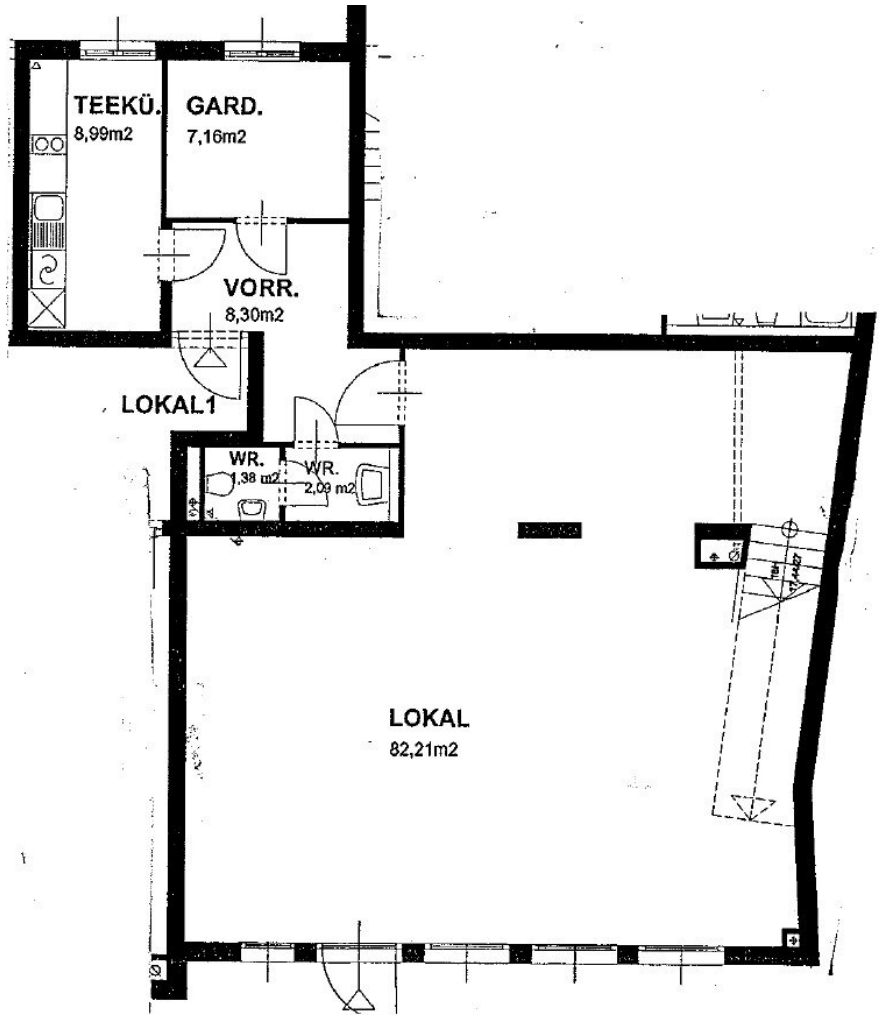 TEEKÜ.
8,99m2
GARD.
7,16m2
VORR.
8,30m2
LOKAL1
WR.
1,38 m2
WR.
2,09 m2
LOKAL
82,21m2